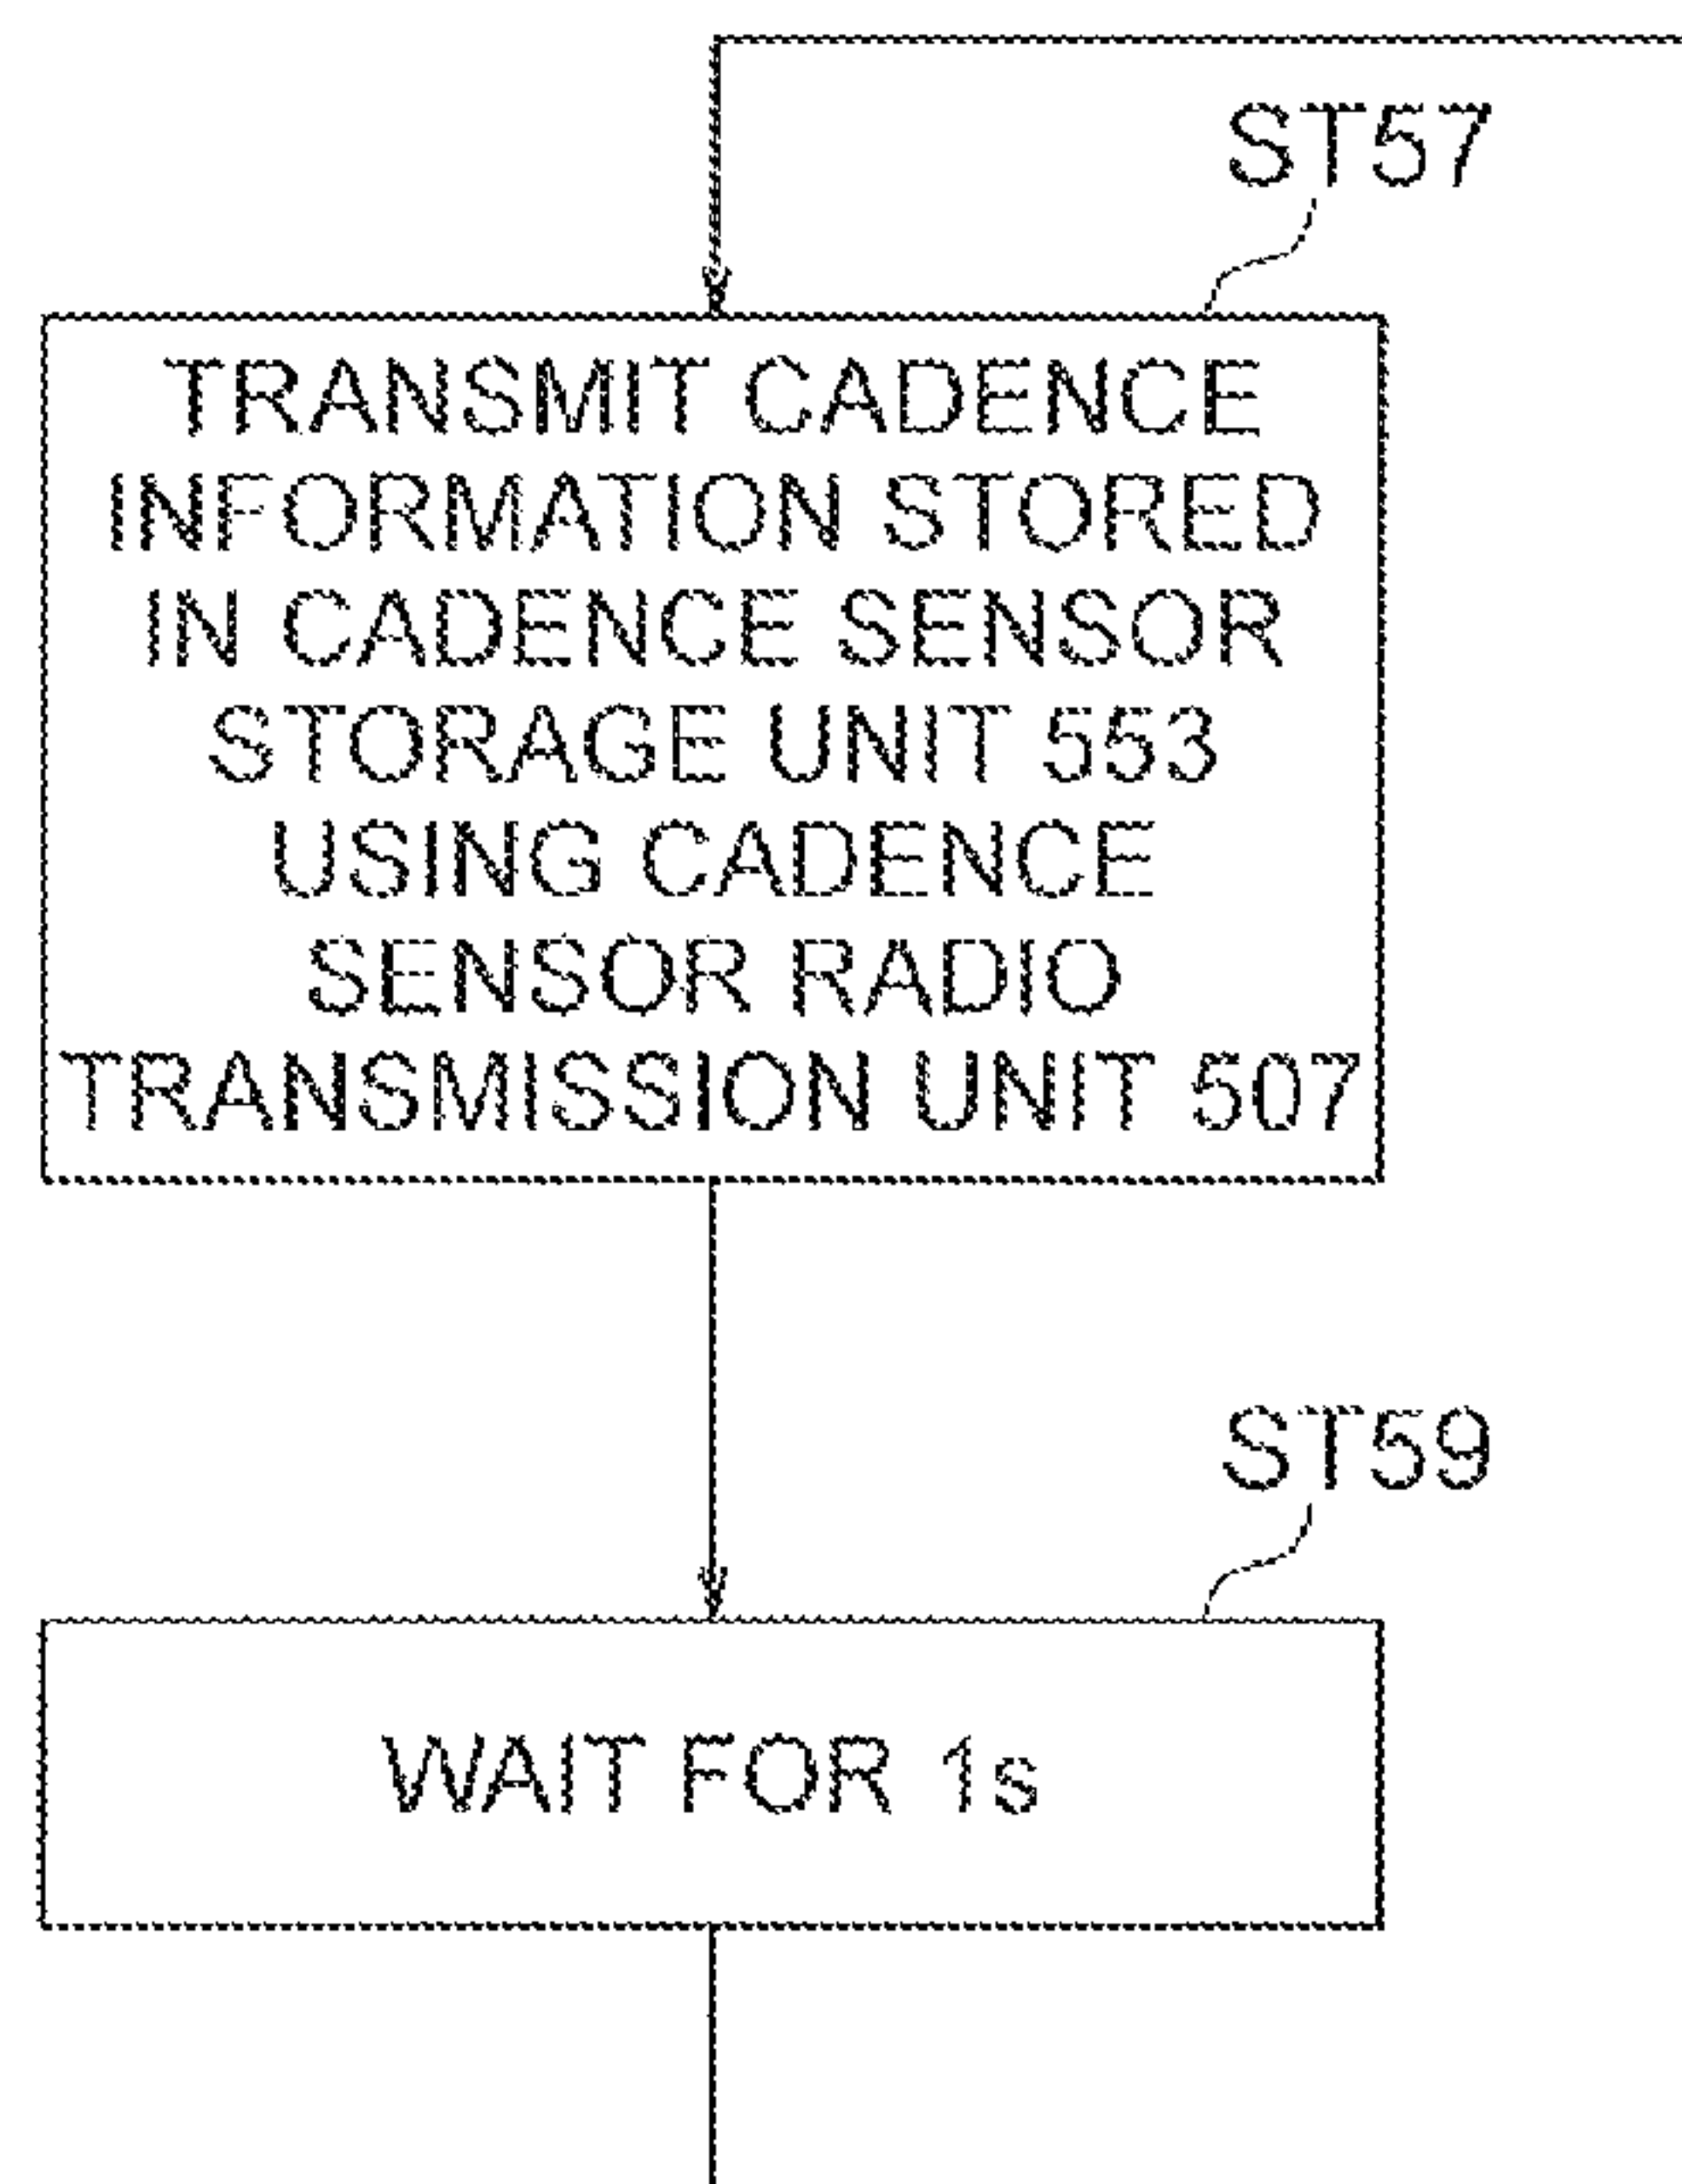 ST57
TRANSMIT CADENCE
INFORMATION STORED
IN CADENCE SENSOR
STORAGE UNIT 553
USING CADENCE
SENSOR RADIO
TRANSMISSION UNIT 507
ST59
WAIT FOR 1s